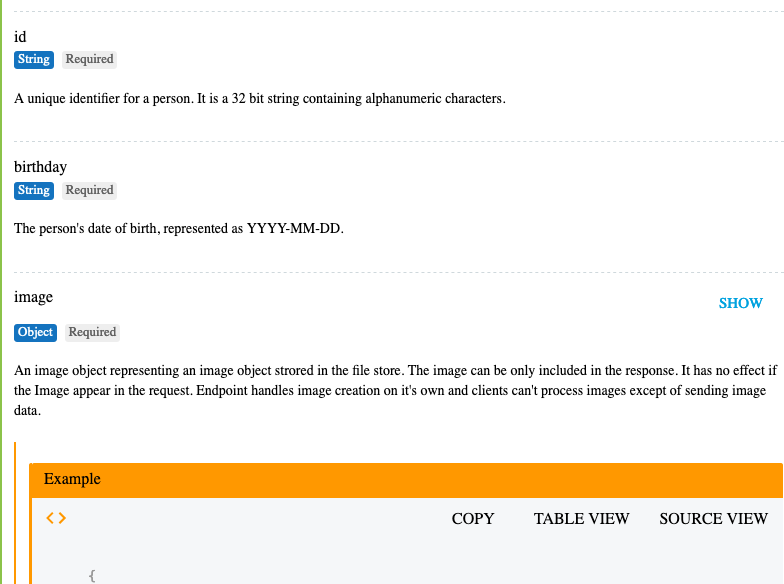 id
String Required
A unique identifier for a person. It is a 32 bit string containing alphanumeric characters.
birthday
String Required
The person's date of birth, represented as YYYY-MM-DD.
image
SHOW
Object Required
An image object representing an image object strored in the file store. The image can be only included in the response. It has no effect if
the Image appear in the request. Endpoint handles image creation on it's own and clients can't process images except of sending image
data.
Example
<> COPY TABLE VIEW SOURCE VIEW
{